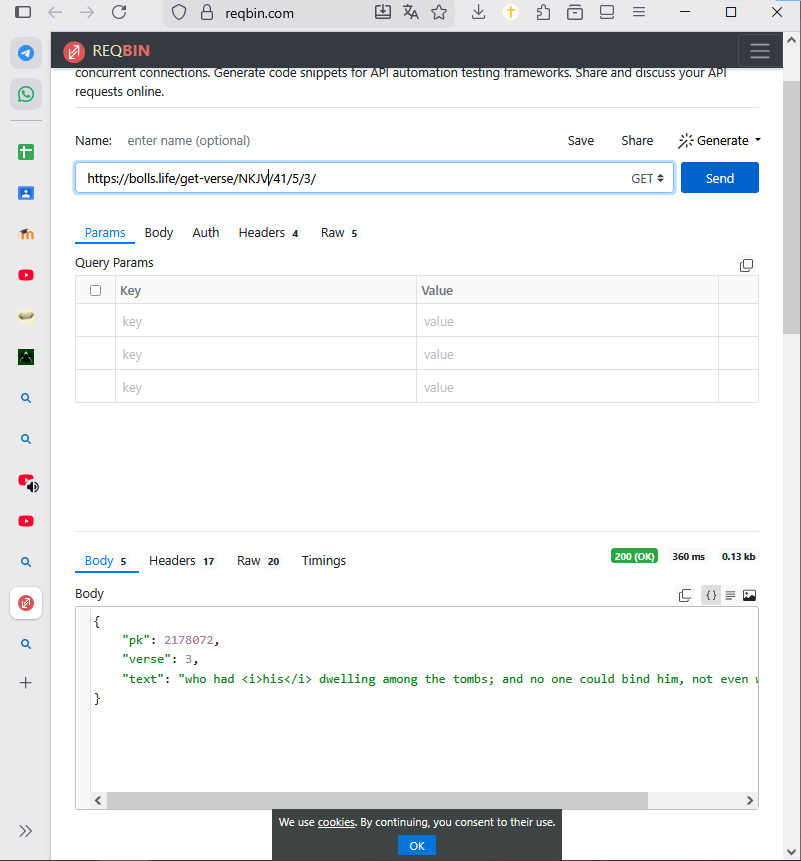 reqbin.com
REQBIN
concurrent connections. Generate code snippets for API automation testing frameworks. Share and discuss your API
requests online.
Name: enter name (optional) Save Share Generate
https://bolls.life/get-verse/NKJV/41/5/3/ GET Send
Params Body Auth Headers 4 Raw 5
Query Params
Key Value
key value
key value
key value
Body 5 Headers 17 Raw 20 Timings 200 (OK) 360 ms 0.13 kb
Body
{
"pk": 2178072,
"verse": 3,
"text": "who had <i>his</i> dwelling among the tombs; and no one could bind him, not even
}
We use cookies. By continuing, you consent to their use.
OK